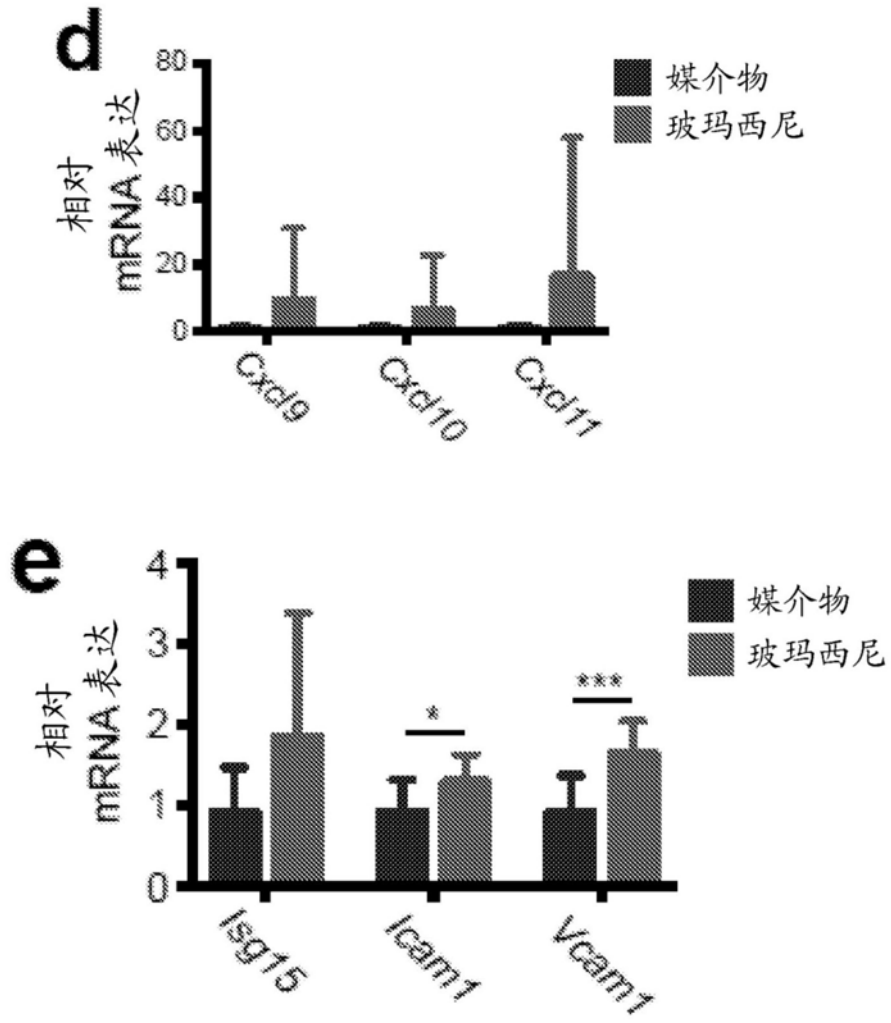 d
相对
mRNA 表达
80
60
40
20
0
媒介物
玻玛西尼
Cxcl9
Cxcl10
Cxcl11
e
相对
mRNA 表达
4
3
2
1
0
媒介物
玻玛西尼
*
***
Isg15
Icam1
Vcam1